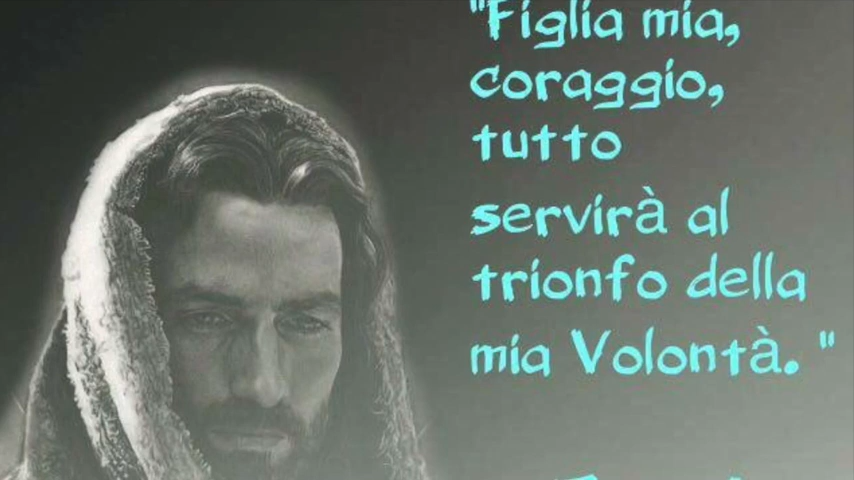 "Figlia mia,
coraggio,
tutto
servirà al
trionfo della
mia Volontà. "